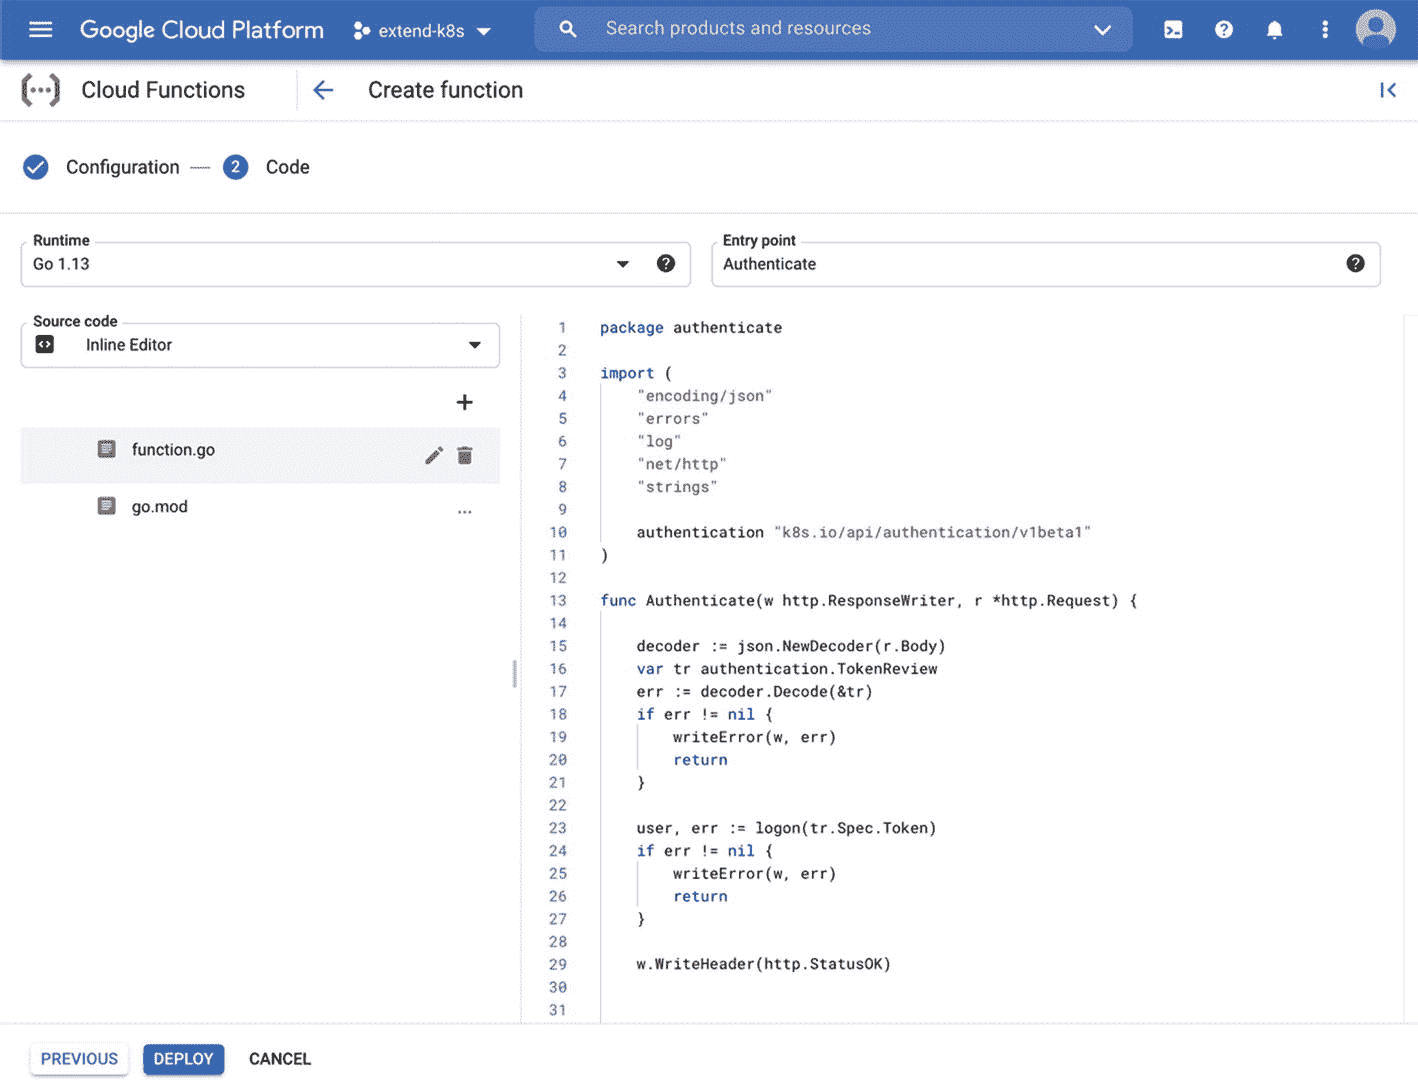 Google Cloud Platform extend-k8s Search products and resources
Cloud Functions Create function
Configuration — 2 Code
Runtime
Go 1.13
Entry point
Authenticate
Source code
Inline Editor
function.go
go.mod
...
1 package authenticate
2
3 import (
4 "encoding/json"
5 "errors"
6 "log"
7 "net/http"
8 "strings"
9
10 authentication "k8s.io/api/authentication/v1beta1"
11 )
12
13 func Authenticate(w http.ResponseWriter, r *http.Request) {
14
15 decoder := json.NewDecoder(r.Body)
16 var tr authentication.TokenReview
17 err := decoder.Decode(&tr)
18 if err != nil {
19 writeError(w, err)
20 return
21 }
22
23 user, err := logon(tr.Spec.Token)
24 if err != nil {
25 writeError(w, err)
26 return
27 }
28
29 w.WriteHeader(http.StatusOK)
30
31
PREVIOUS DEPLOY CANCEL